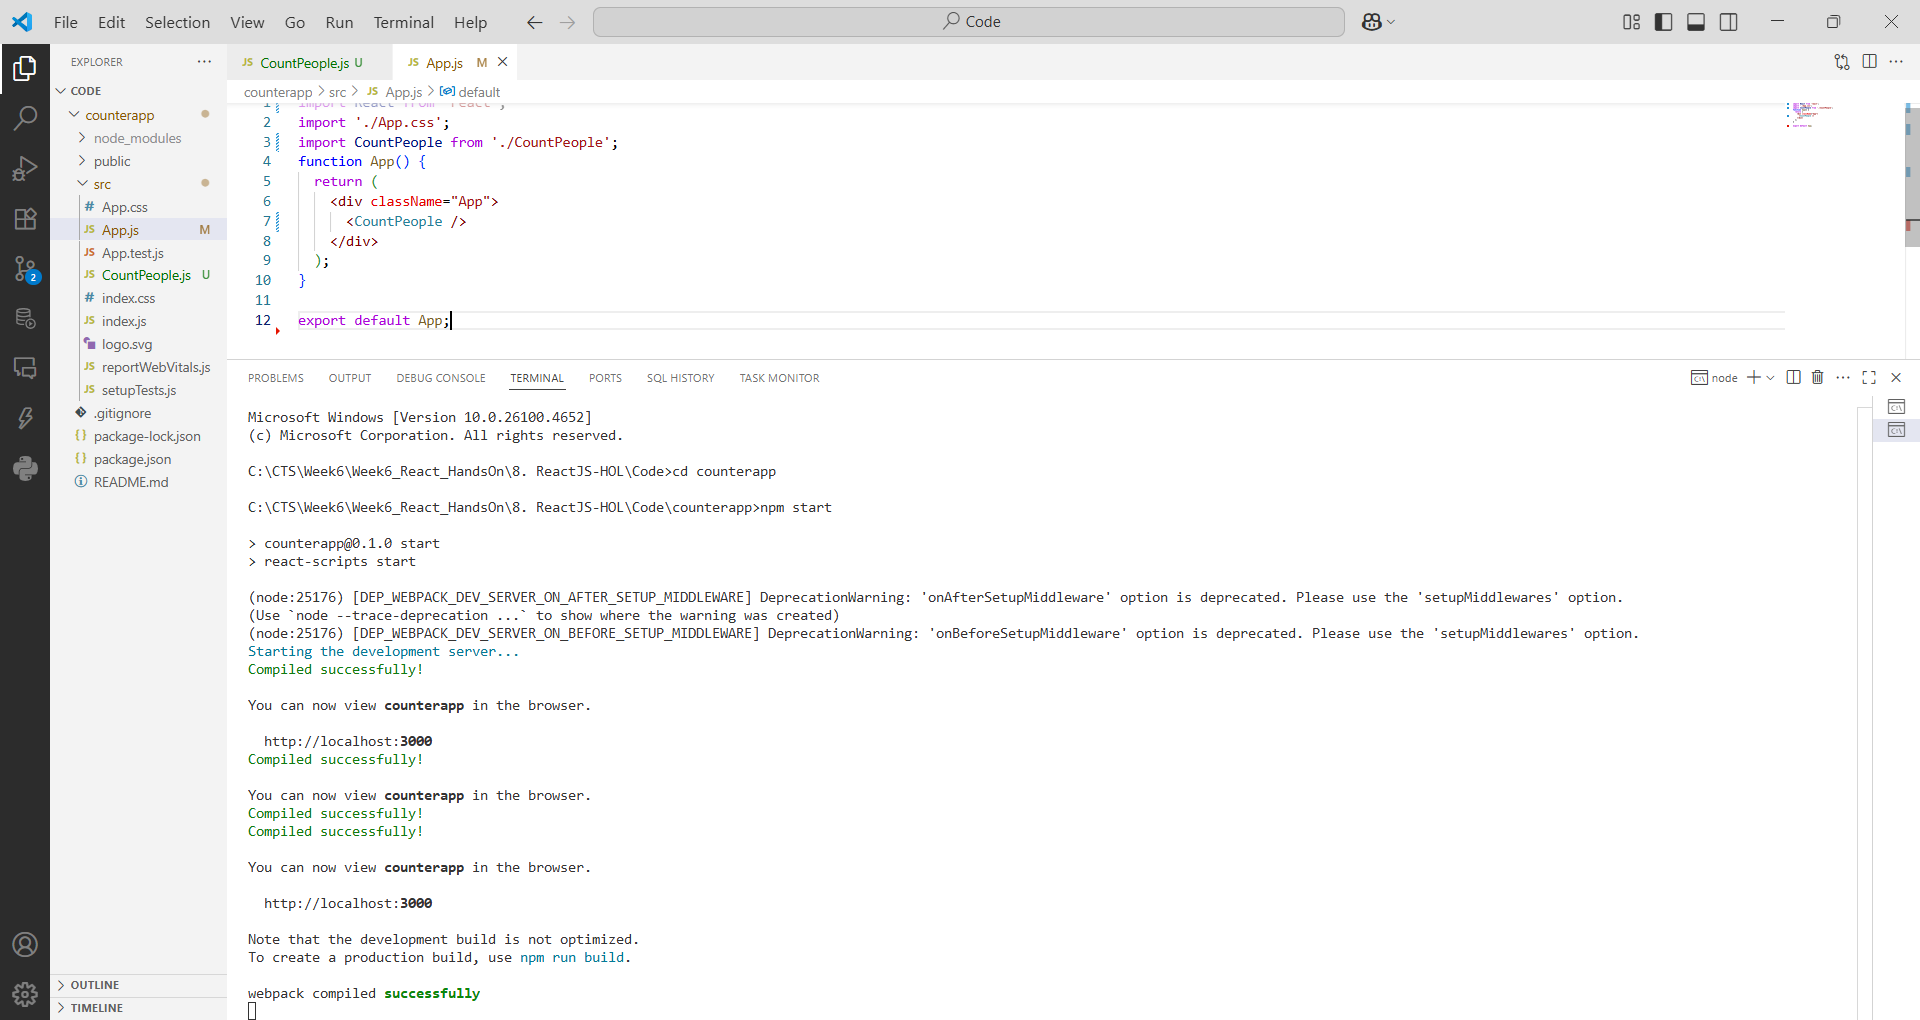 File Edit Selection View Go Run Terminal Help
Code
EXPLORER
CODE
counterapp
node_modules
public
src
# App.css
JS App.js M
JS App.test.js
JS CountPeople.js U
# index.css
JS index.js
logo.svg
JS reportWebVitals.js
JS setupTests.js
.gitignore
{} package-lock.json
{} package.json
README.md
OUTLINE
TIMELINE
2
JS CountPeople.js U
JS App.js M
counterapp > src > JS App.js > default
1 import React from 'react';
2 import './App.css';
3 import CountPeople from './CountPeople';
4 function App() {
5 return (
6 <div className="App">
7 <CountPeople />
8 </div>
9 );
10 }
11
12 export default App;
PROBLEMS OUTPUT DEBUG CONSOLE TERMINAL PORTS SQL HISTORY TASK MONITOR
node
Microsoft Windows [Version 10.0.26100.4652]
(c) Microsoft Corporation. All rights reserved.
C:\CTS\Week6\Week6_React_HandsOn\8. ReactJS-HOL\Code>cd counterapp
C:\CTS\Week6\Week6_React_HandsOn\8. ReactJS-HOL\Code\counterapp>npm start
> counterapp@0.1.0 start
> react-scripts start
(node:25176) [DEP_WEBPACK_DEV_SERVER_ON_AFTER_SETUP_MIDDLEWARE] DeprecationWarning: 'onAfterSetupMiddleware' option is deprecated. Please use the 'setupMiddlewares' option.
(Use `node --trace-deprecation ...` to show where the warning was created)
(node:25176) [DEP_WEBPACK_DEV_SERVER_ON_BEFORE_SETUP_MIDDLEWARE] DeprecationWarning: 'onBeforeSetupMiddleware' option is deprecated. Please use the 'setupMiddlewares' option.
Starting the development server...
Compiled successfully!
You can now view counterapp in the browser.
http://localhost:3000
Compiled successfully!
You can now view counterapp in the browser.
Compiled successfully!
Compiled successfully!
You can now view counterapp in the browser.
http://localhost:3000
Note that the development build is not optimized.
To create a production build, use npm run build.
webpack compiled successfully